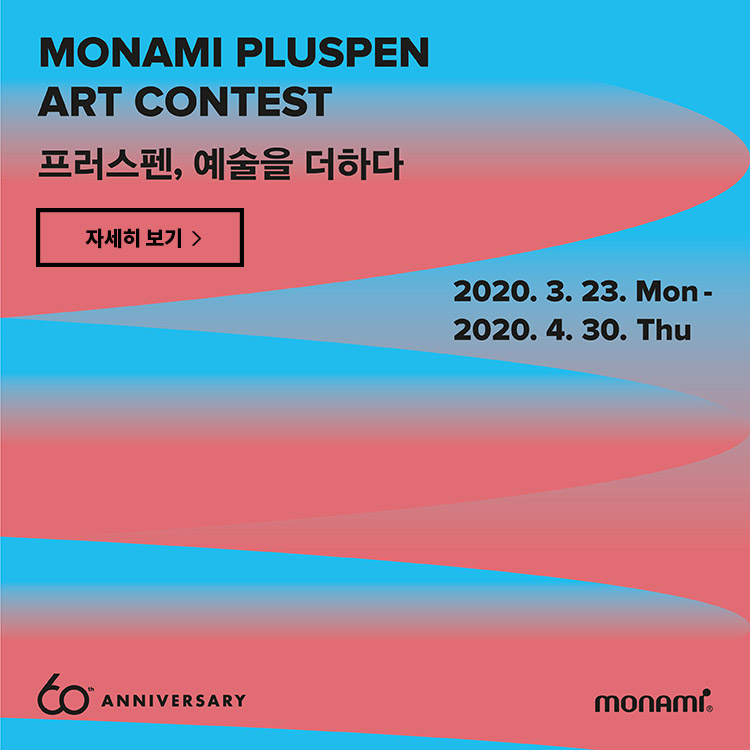 MONAMI PLUSPEN
ART CONTEST
프러스펜, 예술을 더하다
자세히 보기 >
2020. 3. 23. Mon -
2020. 4. 30. Thu
60th ANNIVERSARY
monami®